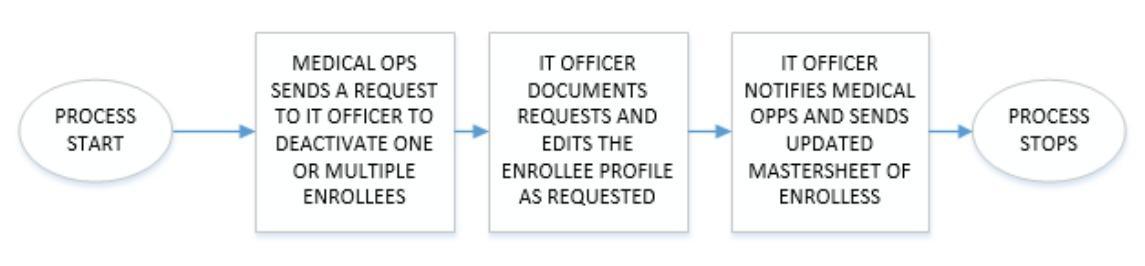 PROCESS
START
MEDICAL OPS
SENDS A REQUEST
TO IT OFFICER TO
DEACTIVATE ONE
OR MULTIPLE
ENROLLEES
IT OFFICER
DOCUMENTS
REQUESTS AND
EDITS THE
ENROLLEE PROFILE
AS REQUESTED
IT OFFICER
NOTIFIES MEDICAL
OPPS AND SENDS
UPDATED
MASTERSHEET OF
ENROLLESS
PROCESS
STOPS